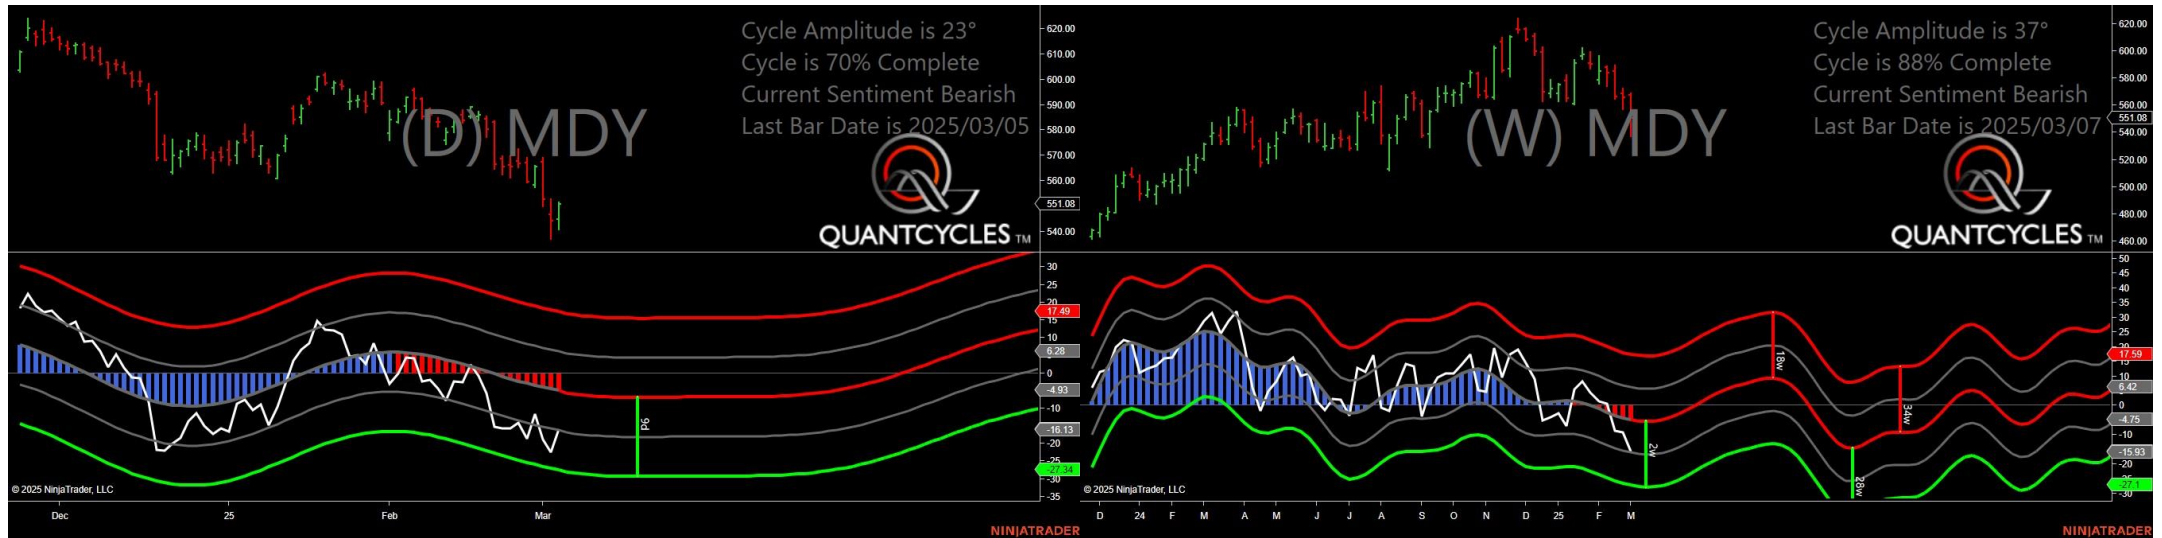 Cycle Amplitude is 23°
Cycle is 70% Complete
Current Sentiment Bearish
Last Bar Date is 2025/03/05
(D) MDY
QUANTCYCLES TM
620.00
610.00
600.00
590.00
580.00
570.00
560.00
551.08
540.00
30
25
20
17.49
15
6.28
0
-4.93
-10
-16.13
-20
-25
-27.34
-30
-35
9d
© 2025 NinjaTrader, LLC
Dec 25 Feb Mar
NINJATRADER
Cycle Amplitude is 37°
Cycle is 88% Complete
Current Sentiment Bearish
Last Bar Date is 2025/03/07
(W) MDY
QUANTCYCLES TM
620.00
600.00
580.00
560.00
551.08
540.00
520.00
500.00
480.00
460.00
50
45
40
35
30
25
20
17.59
10
6.42
0
-4.75
-10
-15.93
-20
-27.1
-30
2w
18w
28w
34w
© 2025 NinjaTrader, LLC
D 24 F M A M J J A S O N D 25 F M
NINJATRADER